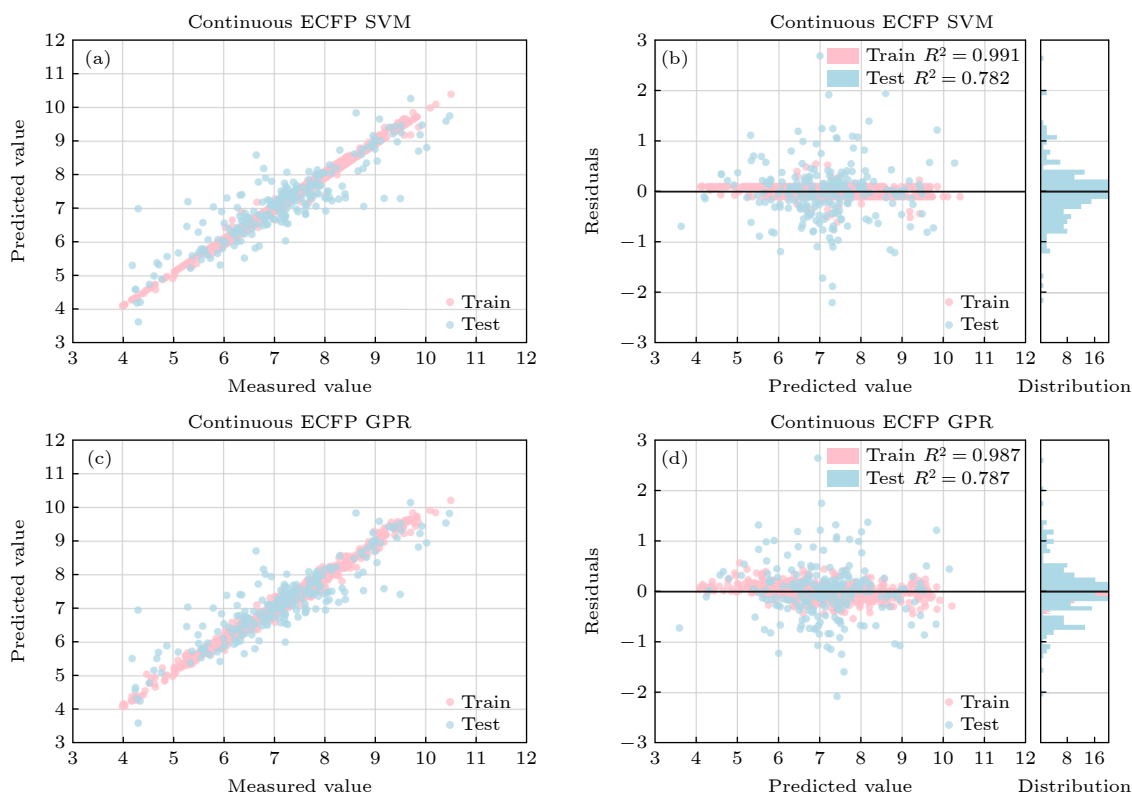 Continuous ECFP SVM
12
11
10
9
8
7
6
5
4
3
Predicted value
(a)
Train
Test
3 4 5 6 7 8 9 10 11 12
Measured value
Continuous ECFP SVM
3
2
1
0
−1
−2
−3
Residuals
(b)
Train R² = 0.991
Test R² = 0.782
Train
Test
3 4 5 6 7 8 9 10 11 12
Predicted value
8 16
Distribution
Continuous ECFP GPR
12
11
10
9
8
7
6
5
4
3
Predicted value
(c)
Train
Test
3 4 5 6 7 8 9 10 11 12
Measured value
Continuous ECFP GPR
3
2
1
0
−1
−2
−3
Residuals
(d)
Train R² = 0.987
Test R² = 0.787
Train
Test
3 4 5 6 7 8 9 10 11 12
Predicted value
8 16
Distribution